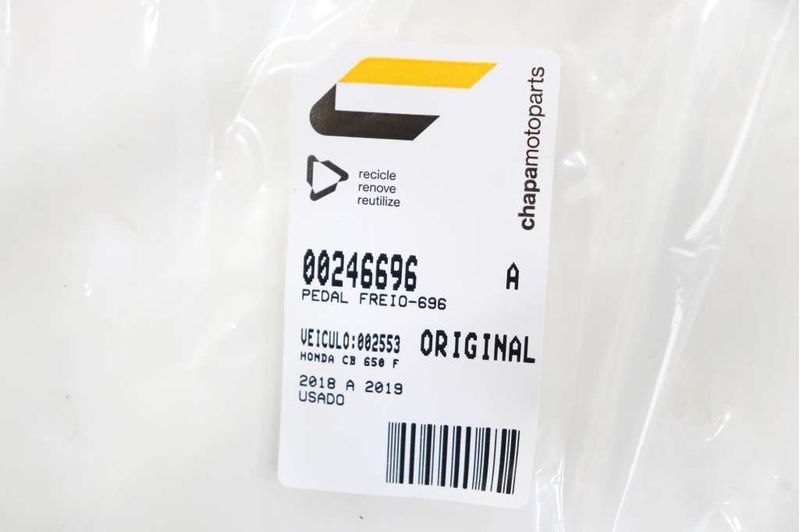 chapamotoparts
recicle
renove
reutilize
00246696 A
PEDAL FREIO-696
VEICULO:002553 ORIGINAL
HONDA CB 650 F
2018 A 2019
USADO